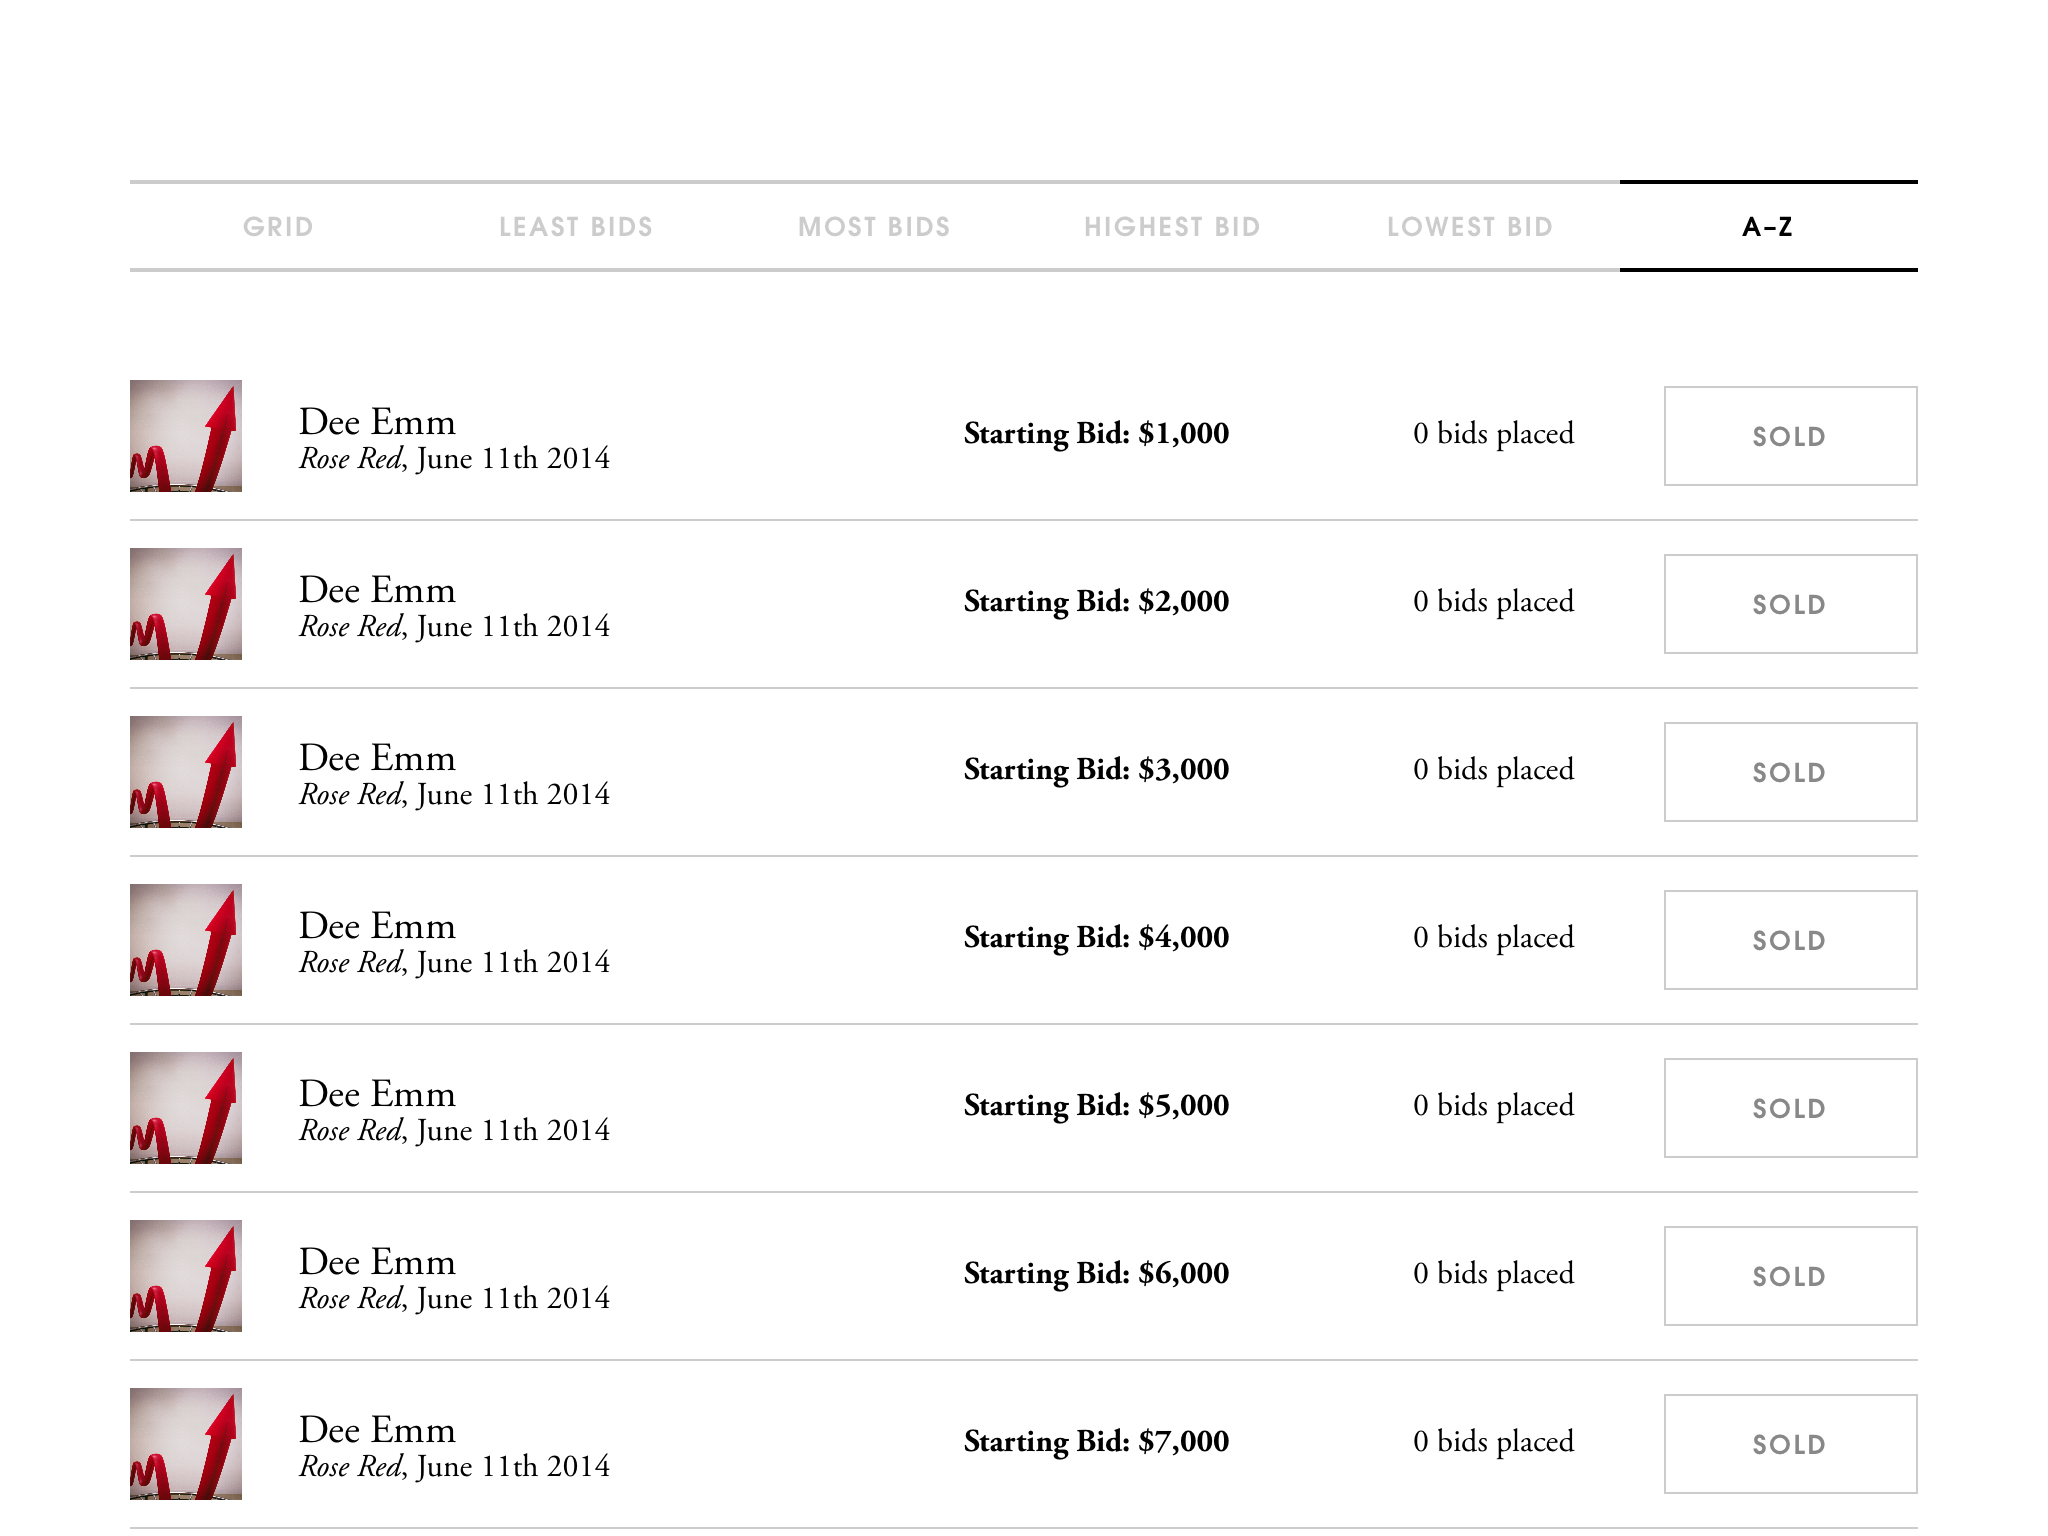 GRID LEAST BIDS MOST BIDS HIGHEST BID LOWEST BID A–Z
Dee Emm
Rose Red, June 11th 2014
Starting Bid: $1,000
0 bids placed
SOLD
Dee Emm
Rose Red, June 11th 2014
Starting Bid: $2,000
0 bids placed
SOLD
Dee Emm
Rose Red, June 11th 2014
Starting Bid: $3,000
0 bids placed
SOLD
Dee Emm
Rose Red, June 11th 2014
Starting Bid: $4,000
0 bids placed
SOLD
Dee Emm
Rose Red, June 11th 2014
Starting Bid: $5,000
0 bids placed
SOLD
Dee Emm
Rose Red, June 11th 2014
Starting Bid: $6,000
0 bids placed
SOLD
Dee Emm
Rose Red, June 11th 2014
Starting Bid: $7,000
0 bids placed
SOLD